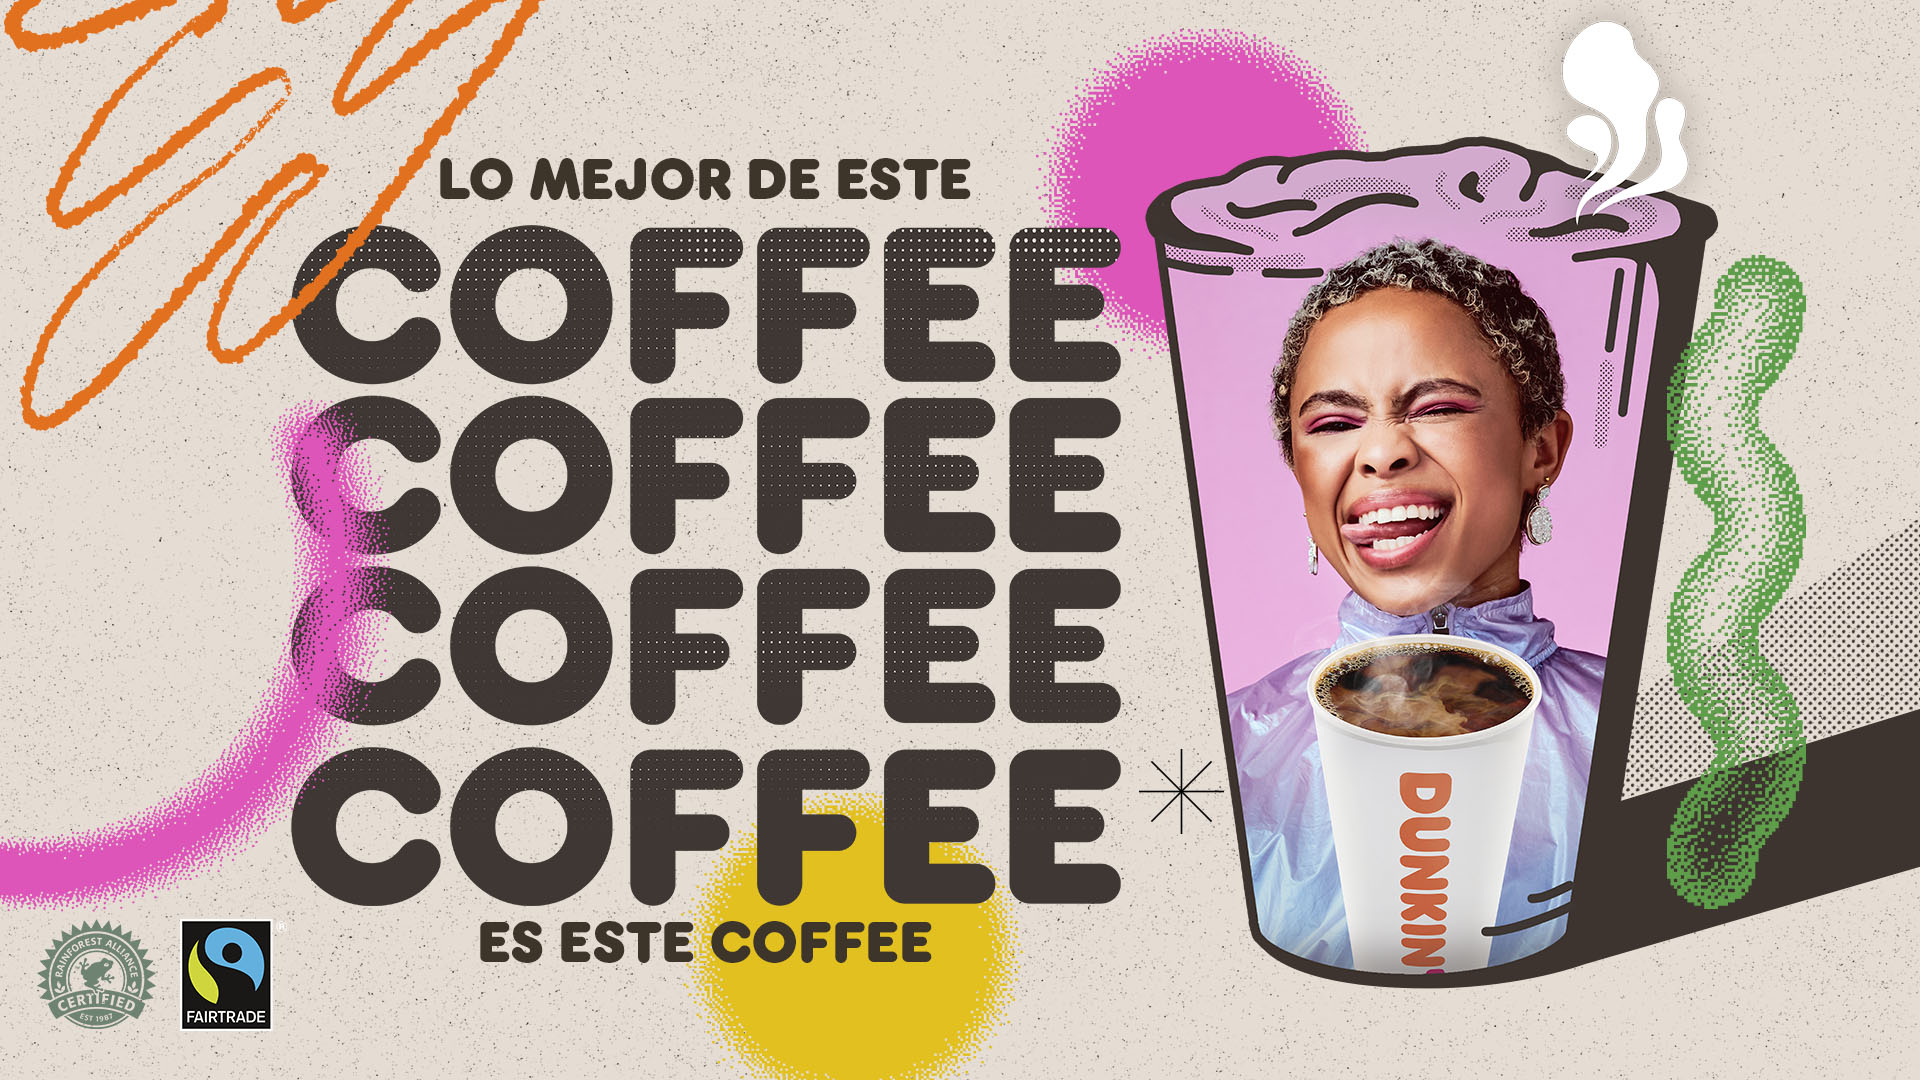 LO MEJOR DE ESTE
COFFEE
COFFEE
COFFEE
COFFEE
ES ESTE COFFEE
DUNKIN'
RAINFOREST ALLIANCE
CERTIFIED
EST 1987
FAIRTRADE
®